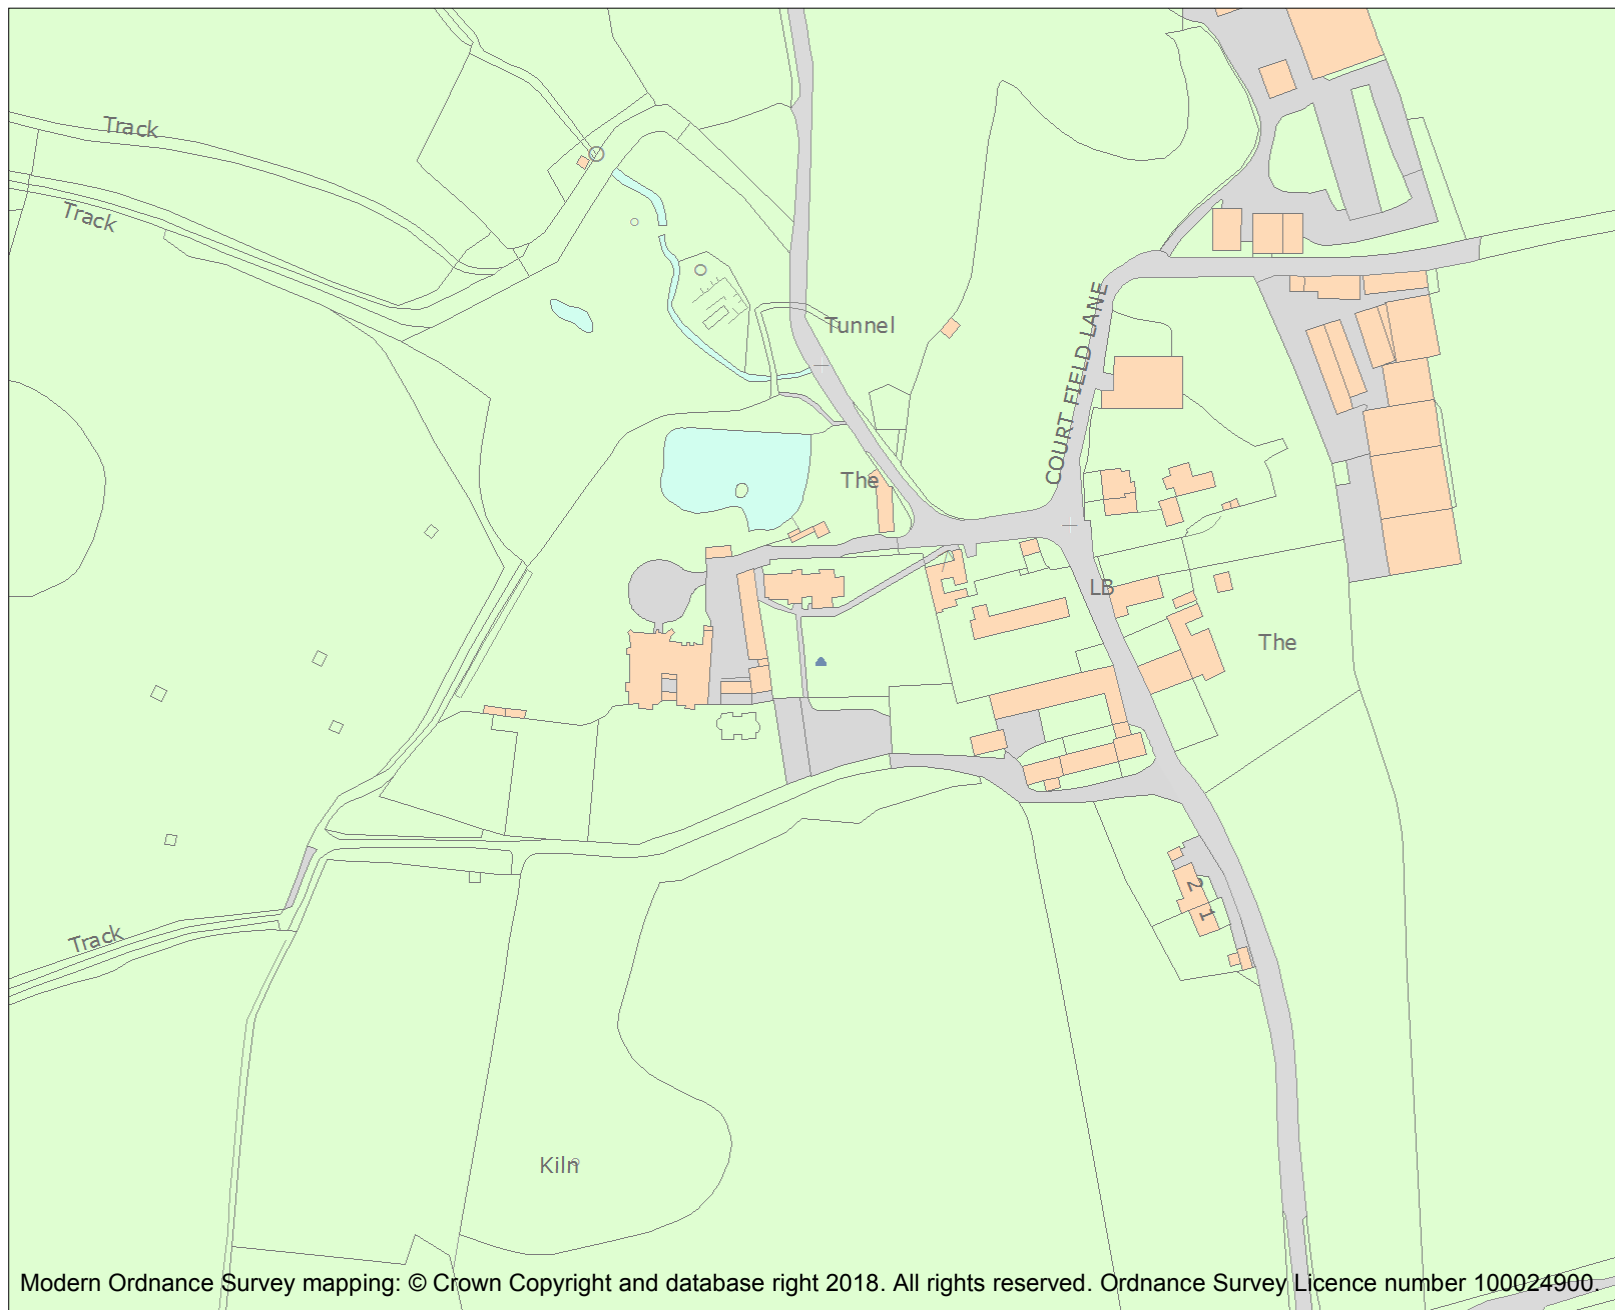 Track
Track
COURT FIELD LANE
Tunnel
The
LB
The
2
1
Track
Kiln
Modern Ordnance Survey mapping: © Crown Copyright and database right 2018. All rights reserved. Ordnance Survey Licence number 100024900.